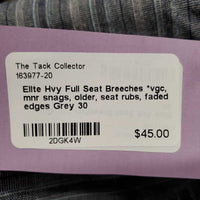 The Tack Collector
163977-20
Elite Hvy Full Seat Breeches *vgc,
mnr snags, older, seat rubs, faded
edges Grey 30
2DGK4W
$45.00